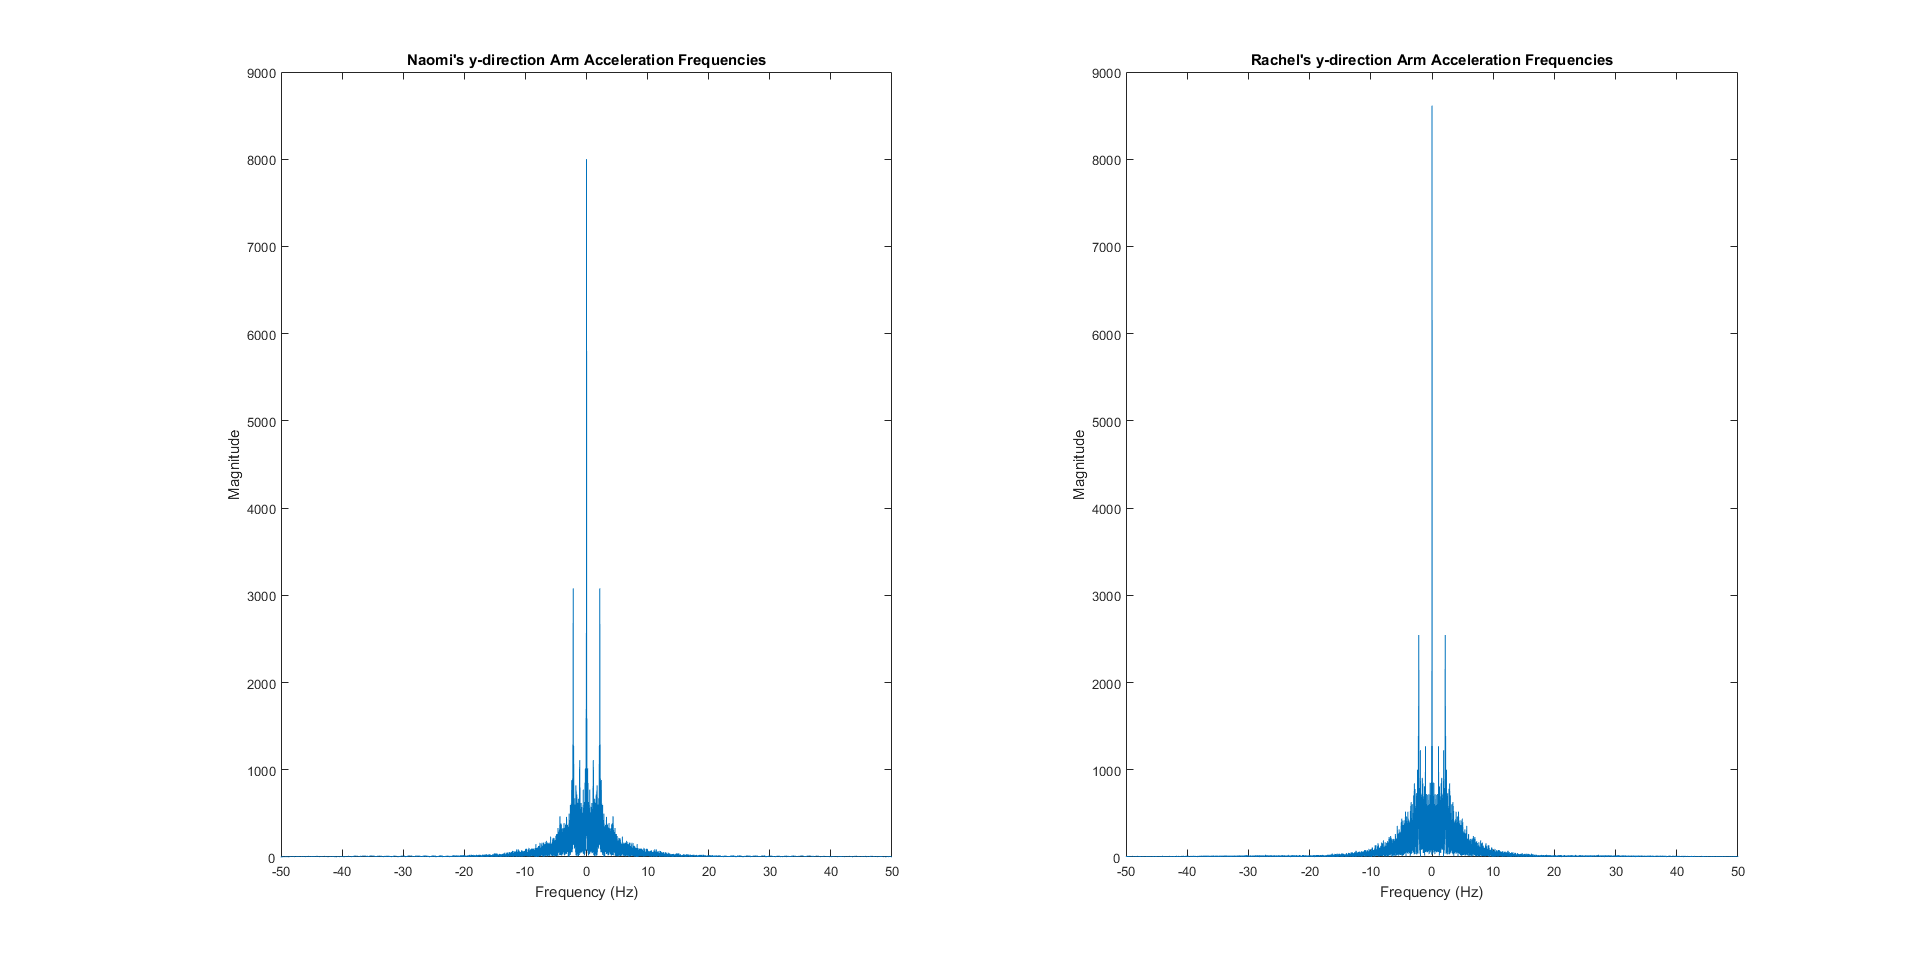 Naomi's y-direction Arm Acceleration Frequencies
9000
8000
7000
6000
5000
4000
3000
2000
1000
0
Magnitude
-50 -40 -30 -20 -10 0 10 20 30 40 50
Frequency (Hz)
Rachel's y-direction Arm Acceleration Frequencies
9000
8000
7000
6000
5000
4000
3000
2000
1000
0
Magnitude
-50 -40 -30 -20 -10 0 10 20 30 40 50
Frequency (Hz)